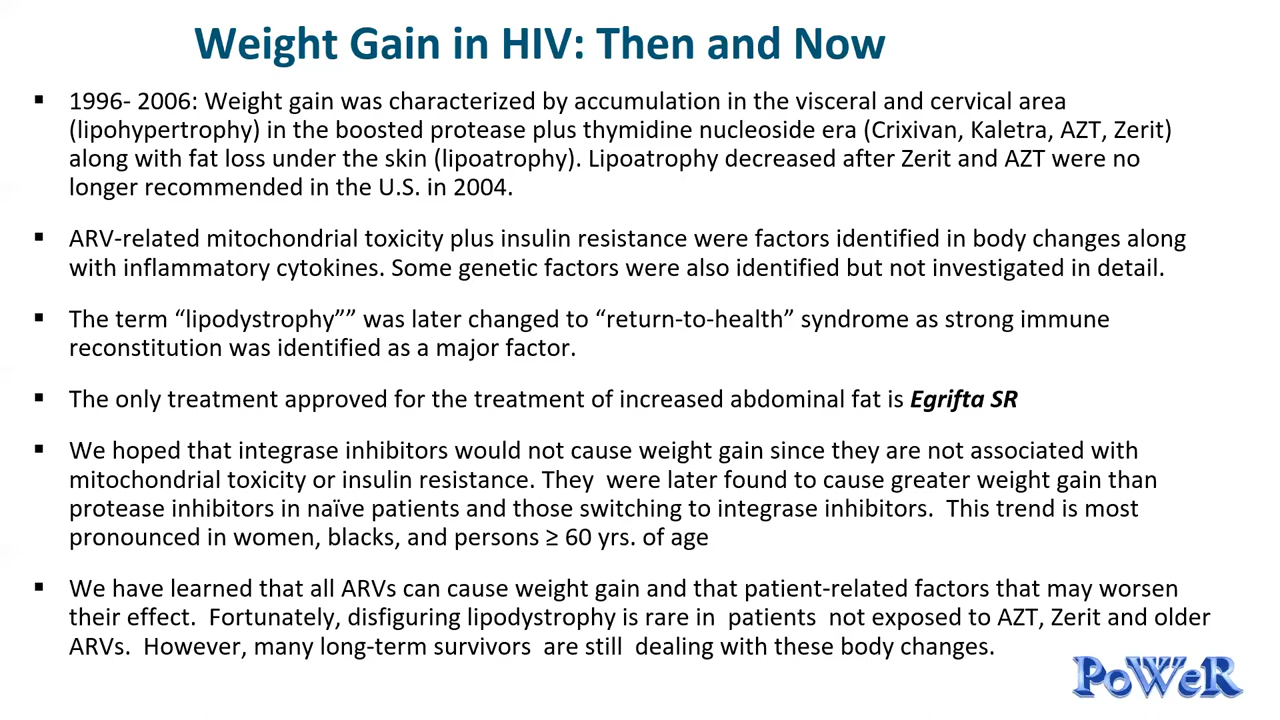 Weight Gain in HIV: Then and Now
▪ 1996- 2006: Weight gain was characterized by accumulation in the visceral and cervical area
(lipohypertrophy) in the boosted protease plus thymidine nucleoside era (Crixivan, Kaletra, AZT, Zerit)
along with fat loss under the skin (lipoatrophy). Lipoatrophy decreased after Zerit and AZT were no
longer recommended in the U.S. in 2004.
▪ ARV-related mitochondrial toxicity plus insulin resistance were factors identified in body changes along
with inflammatory cytokines. Some genetic factors were also identified but not investigated in detail.
▪ The term “lipodystrophy”” was later changed to “return-to-health” syndrome as strong immune
reconstitution was identified as a major factor.
▪ The only treatment approved for the treatment of increased abdominal fat is Egrifta SR
▪ We hoped that integrase inhibitors would not cause weight gain since they are not associated with
mitochondrial toxicity or insulin resistance. They  were later found to cause greater weight gain than
protease inhibitors in naïve patients and those switching to integrase inhibitors.  This trend is most
pronounced in women, blacks, and persons ≥ 60 yrs. of age
▪ We have learned that all ARVs can cause weight gain and that patient-related factors that may worsen
their effect.  Fortunately, disfiguring lipodystrophy is rare in  patients  not exposed to AZT, Zerit and older
ARVs.  However, many long-term survivors  are still  dealing with these body changes.
PoWeR